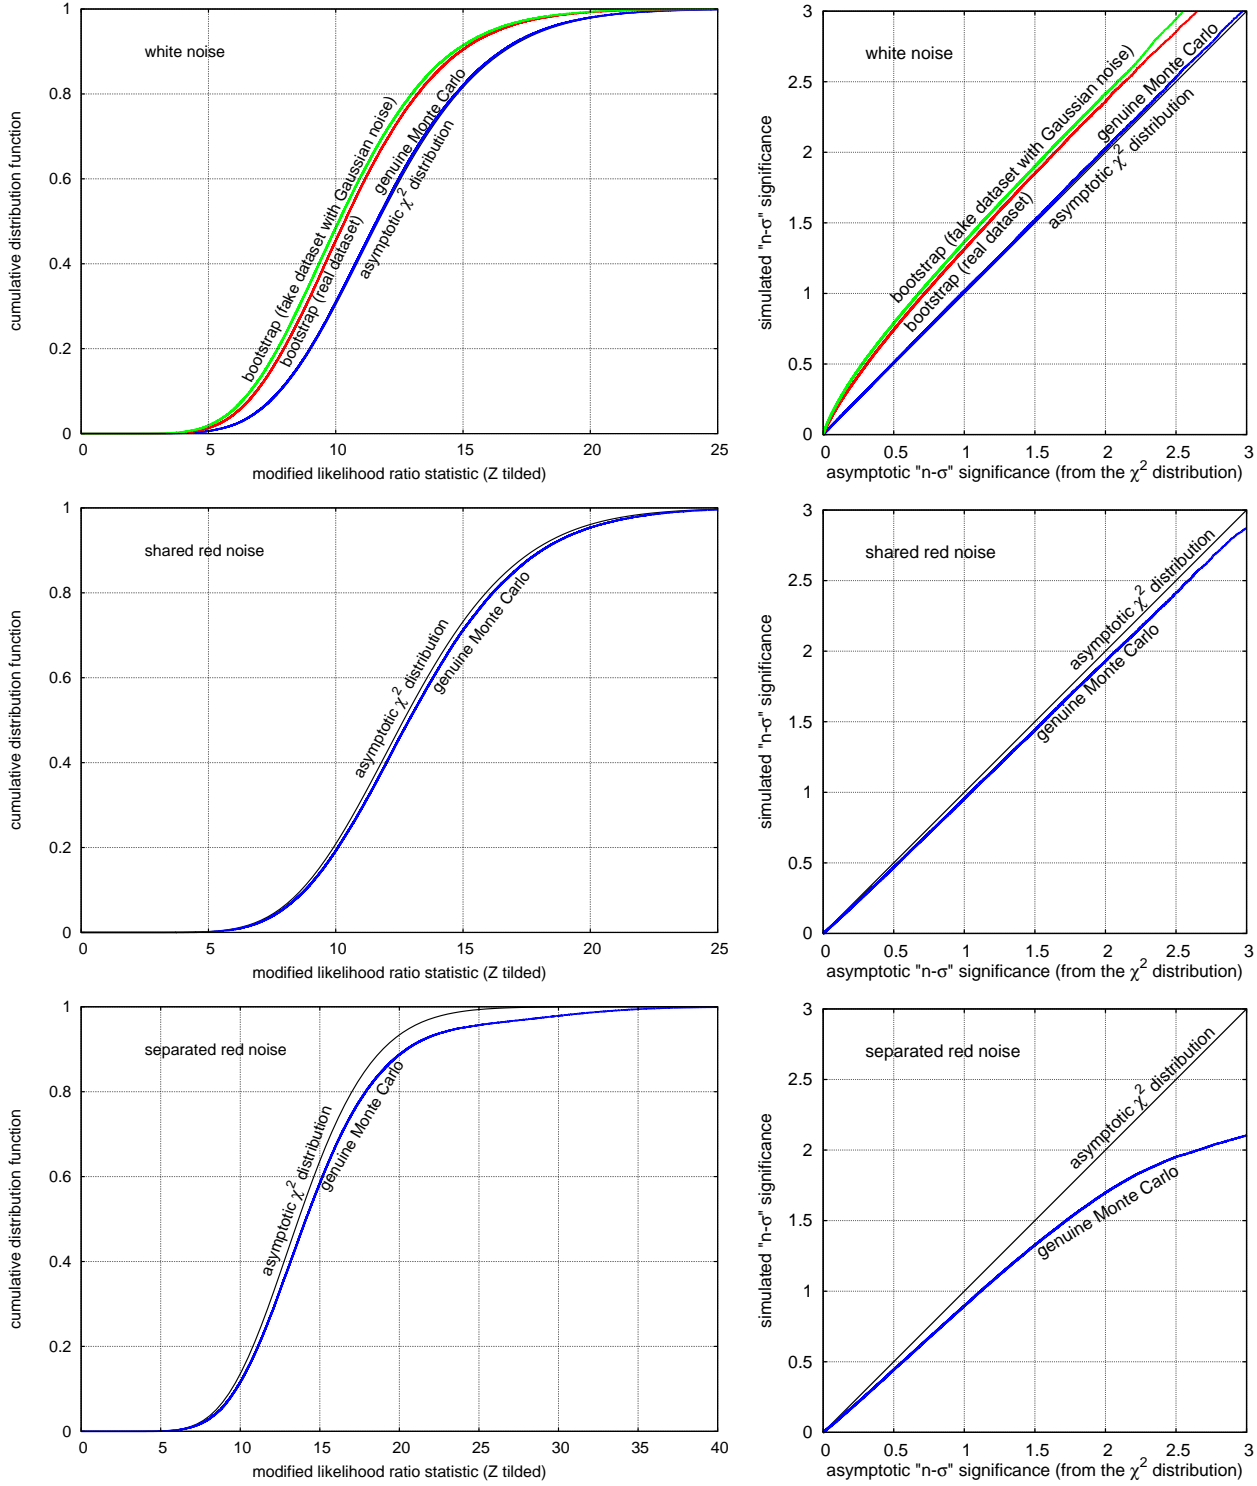 white noise
cumulative distribution function
1
0.8
0.6
0.4
0.2
0
0 5 10 15 20 25
modified likelihood ratio statistic (Z tilded)
bootstrap (fake dataset with Gaussian noise)
bootstrap (real dataset)
genuine Monte Carlo
asymptotic χ² distribution
white noise
simulated "n-σ" significance
3
2.5
2
1.5
1
0.5
0
0 0.5 1 1.5 2 2.5 3
asymptotic "n-σ" significance (from the χ² distribution)
bootstrap (fake dataset with Gaussian noise)
bootstrap (real dataset)
genuine Monte Carlo
asymptotic χ² distribution
shared red noise
cumulative distribution function
1
0.8
0.6
0.4
0.2
0
0 5 10 15 20 25
modified likelihood ratio statistic (Z tilded)
asymptotic χ² distribution
genuine Monte Carlo
shared red noise
simulated "n-σ" significance
3
2.5
2
1.5
1
0.5
0
0 0.5 1 1.5 2 2.5 3
asymptotic "n-σ" significance (from the χ² distribution)
asymptotic χ² distribution
genuine Monte Carlo
separated red noise
cumulative distribution function
1
0.8
0.6
0.4
0.2
0
0 5 10 15 20 25 30 35 40
modified likelihood ratio statistic (Z tilded)
asymptotic χ² distribution
genuine Monte Carlo
separated red noise
simulated "n-σ" significance
3
2.5
2
1.5
1
0.5
0
0 0.5 1 1.5 2 2.5 3
asymptotic "n-σ" significance (from the χ² distribution)
asymptotic χ² distribution
genuine Monte Carlo